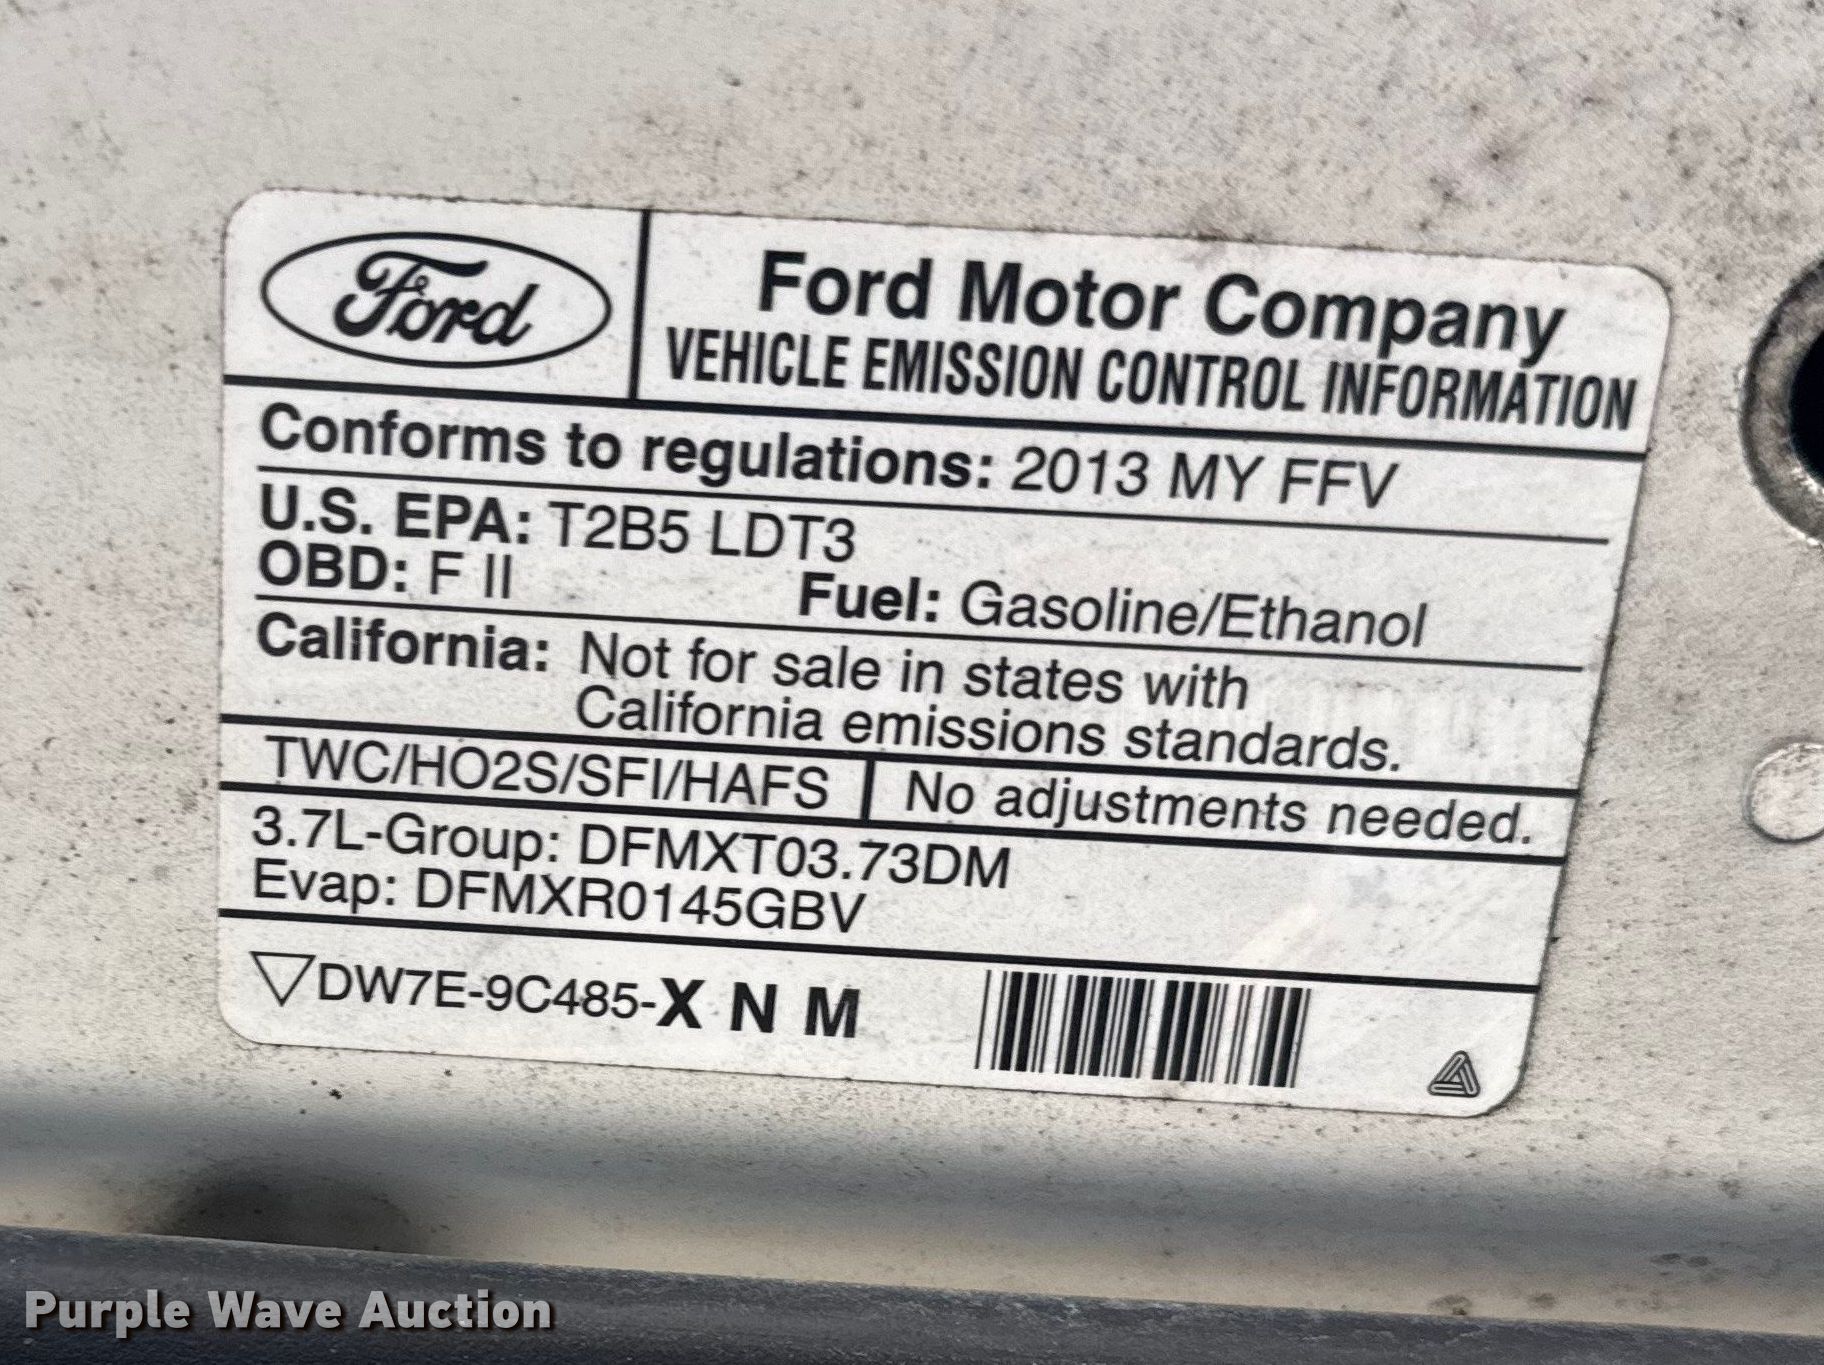 Ford
Ford Motor Company
VEHICLE EMISSION CONTROL INFORMATION
Conforms to regulations: 2013 MY FFV
U.S. EPA: T2B5 LDT3
OBD: F II Fuel: Gasoline/Ethanol
California: Not for sale in states with
California emissions standards.
TWC/HO2S/SFI/HAFS No adjustments needed.
3.7L-Group: DFMXT03.73DM
Evap: DFMXR0145GBV
DW7E-9C485-X N M
Purple Wave Auction